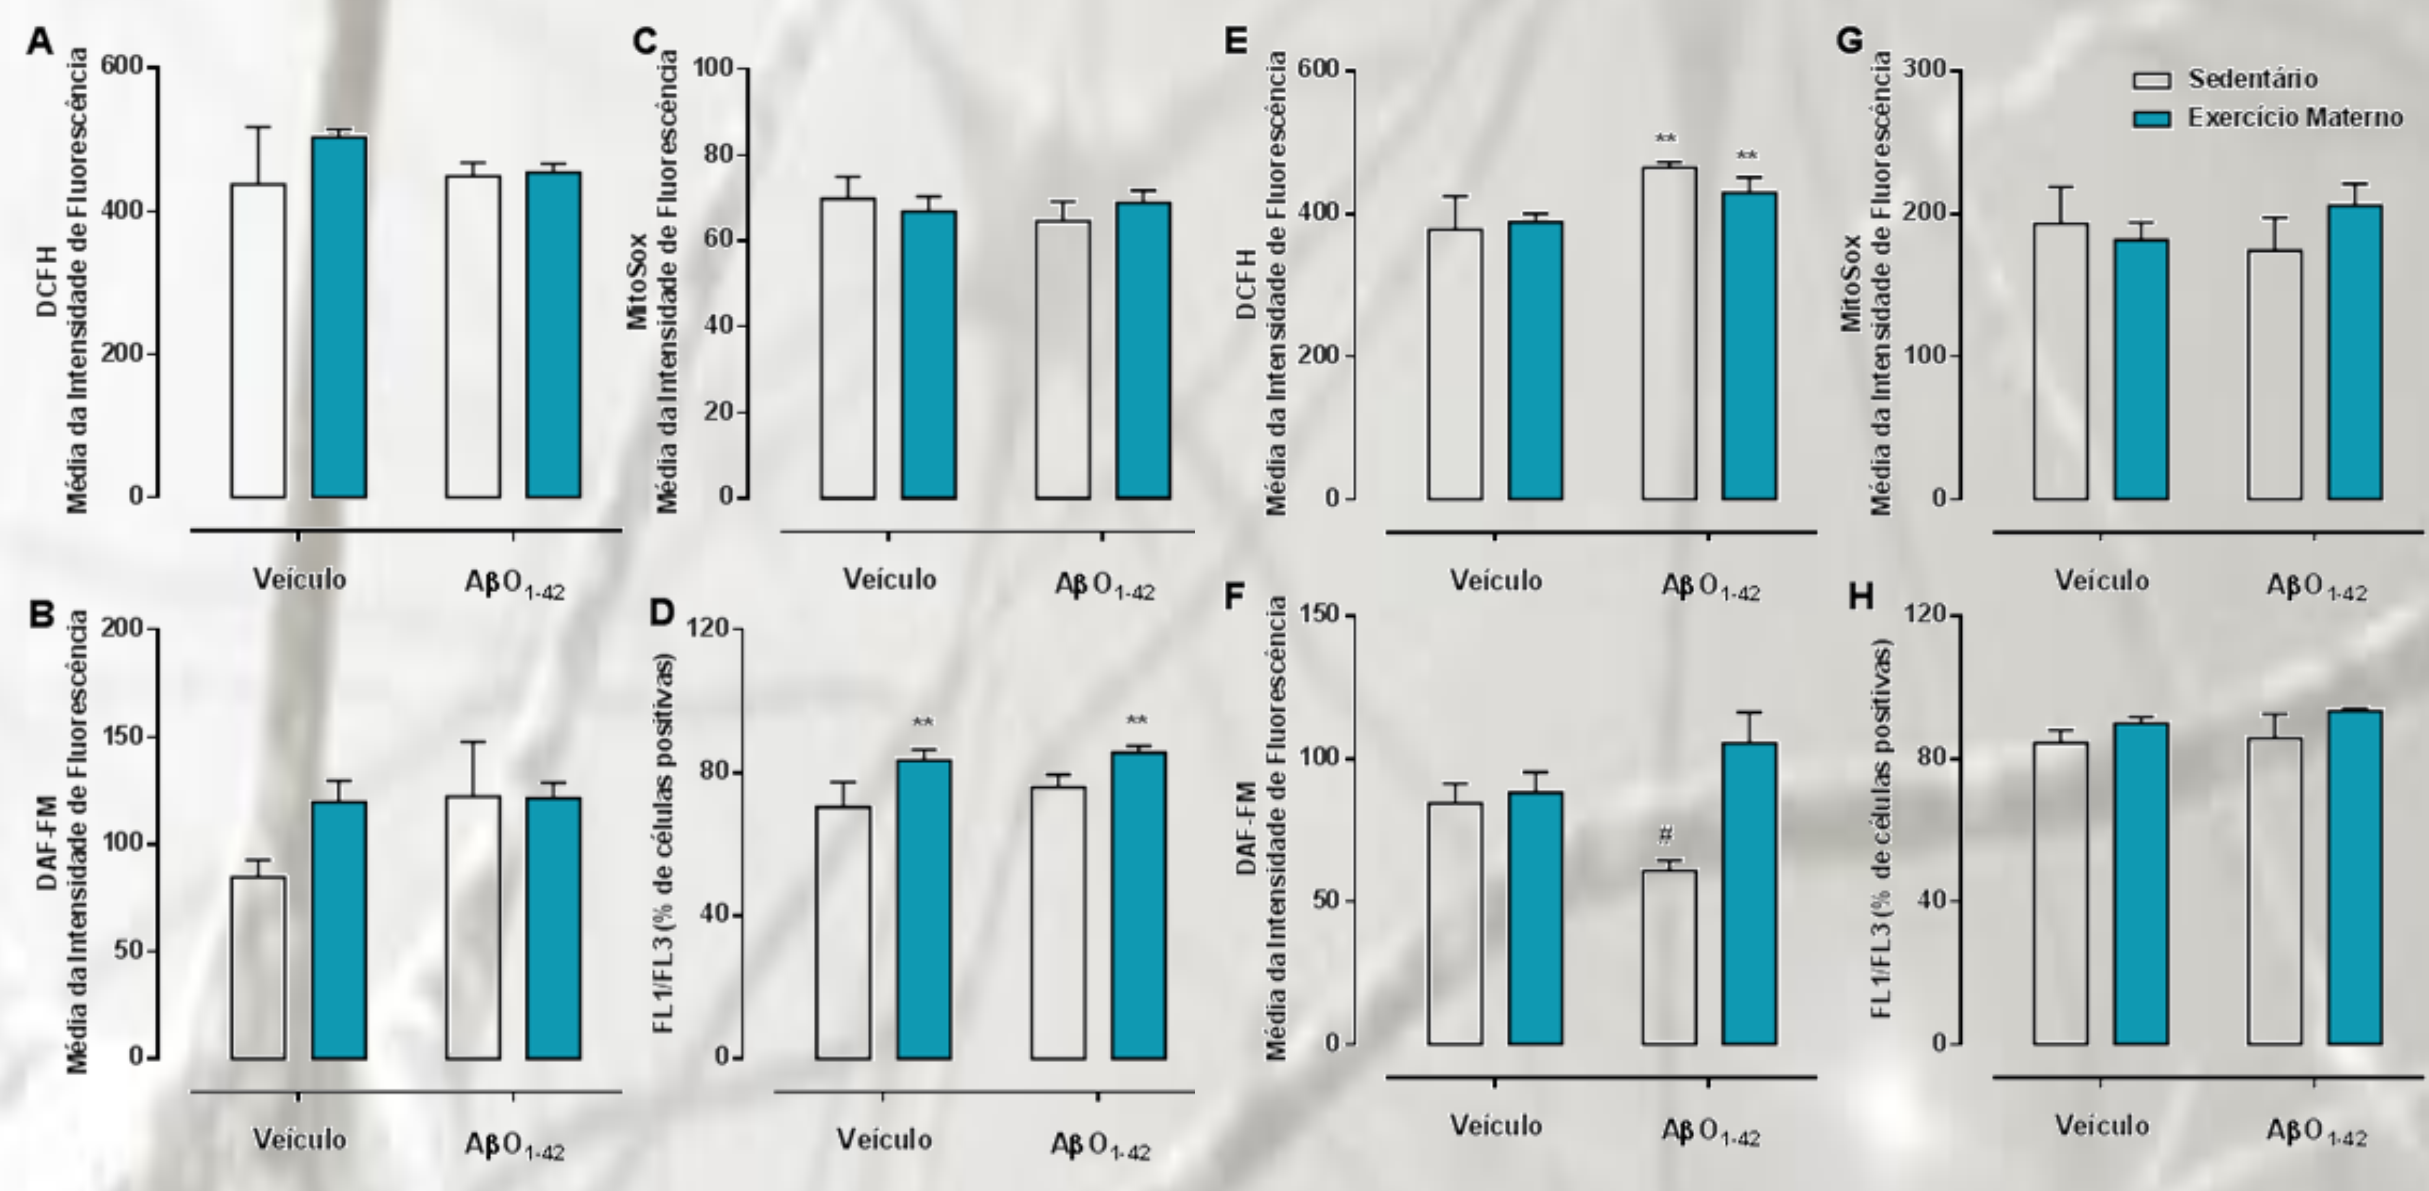 A
DCFH
Média da Intensidade de Fluorescência
600
400
200
0
Veículo
AβO1-42
C
MitoSox
Média da Intensidade de Fluorescência
100
80
60
40
20
0
Veículo
AβO1-42
E
DCFH
Média da Intensidade de Fluorescência
600
400
200
0
**
**
Veículo
AβO1-42
G
MitoSox
Média da Intensidade de Fluorescência
300
200
100
0
Sedentário
Exercício Materno
Veículo
AβO1-42
B
DAF-FM
Média da Intensidade de Fluorescência
200
150
100
50
0
Veículo
AβO1-42
D
FL1/FL3 (% de células positivas)
120
80
40
0
**
**
Veículo
AβO1-42
F
DAF-FM
Média da Intensidade de Fluorescência
150
100
50
0
#
Veículo
AβO1-42
H
FL1/FL3 (% de células positivas)
120
80
40
0
Veículo
AβO1-42